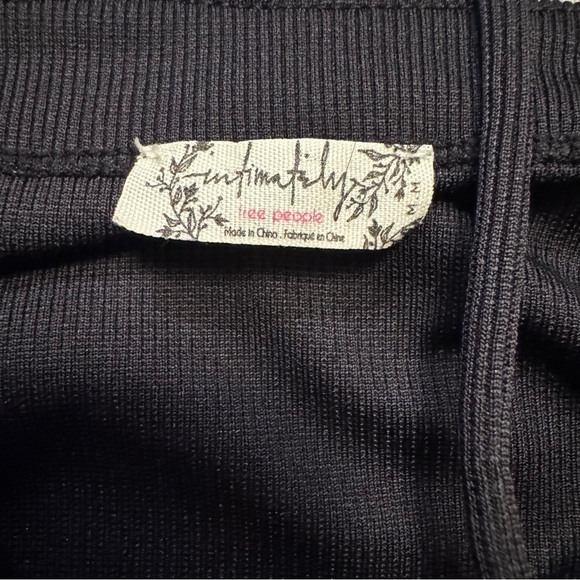 intimately
free people
Made in China . Fabriqué en Chine
M M M